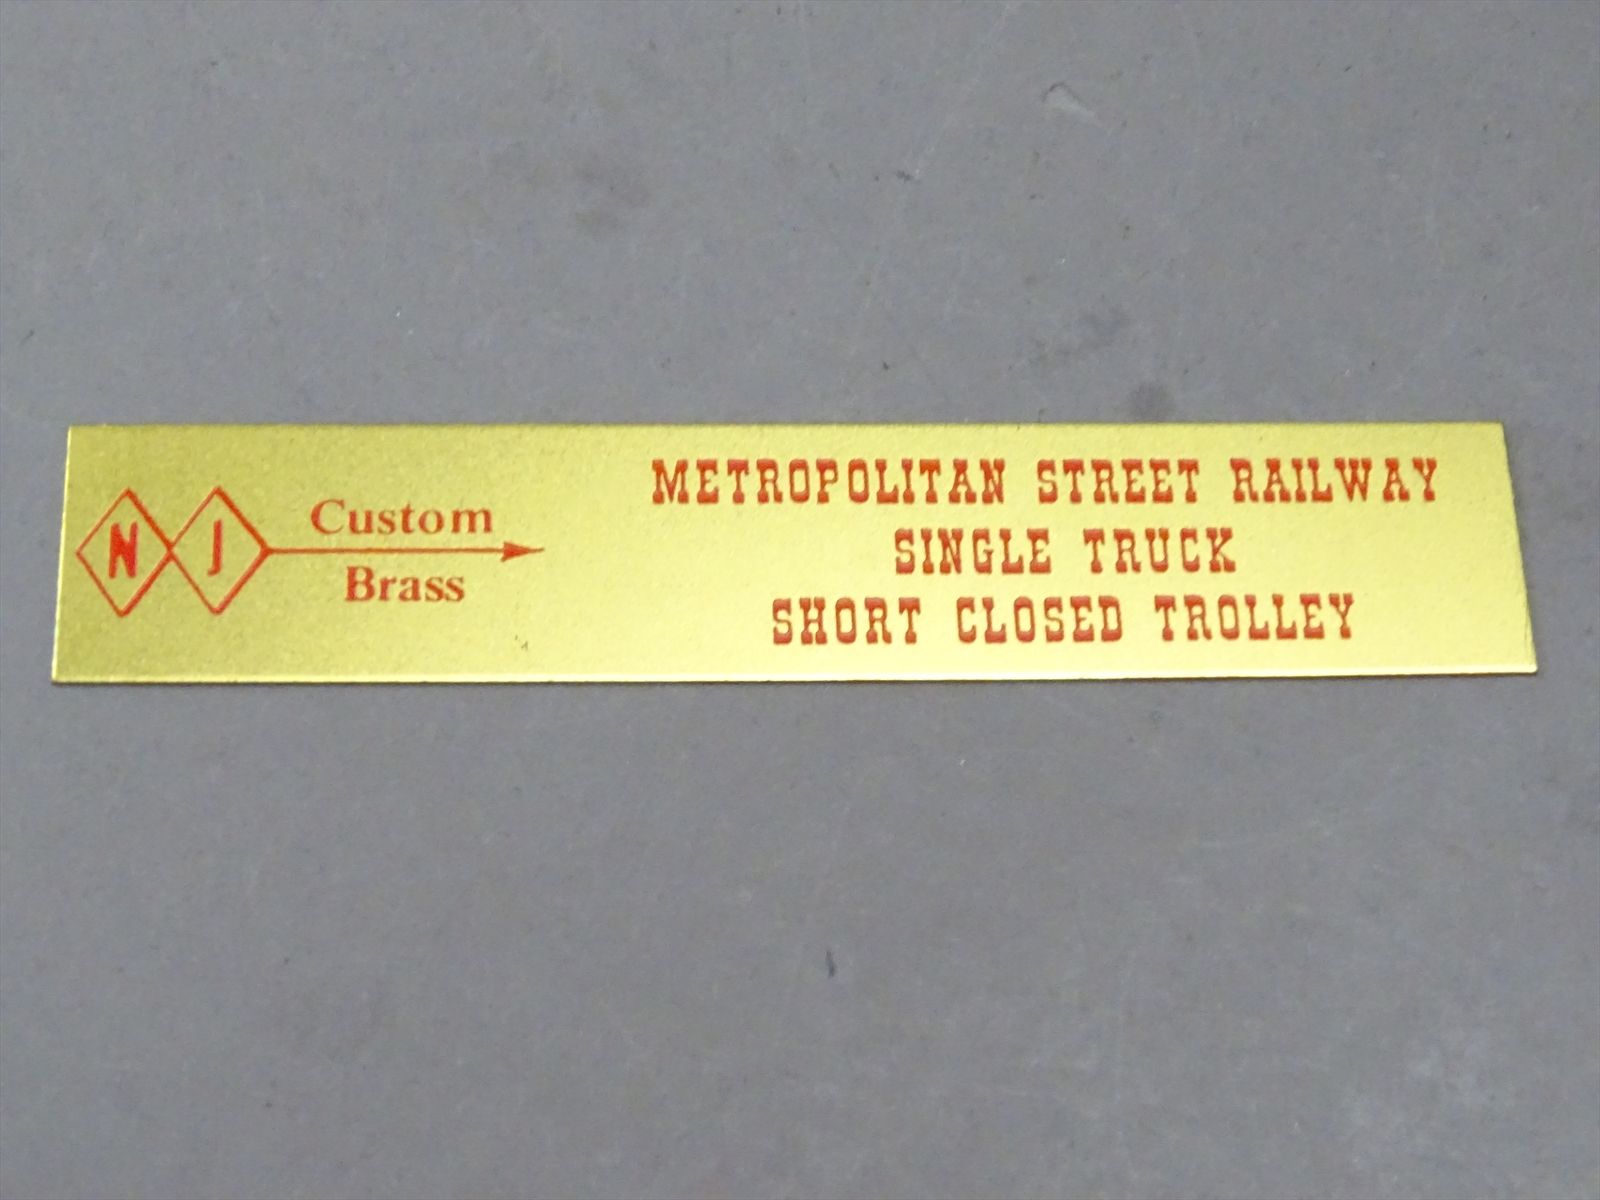 N J Custom
Brass
METROPOLITAN STREET RAILWAY
SINGLE TRUCK
SHORT CLOSED TROLLEY